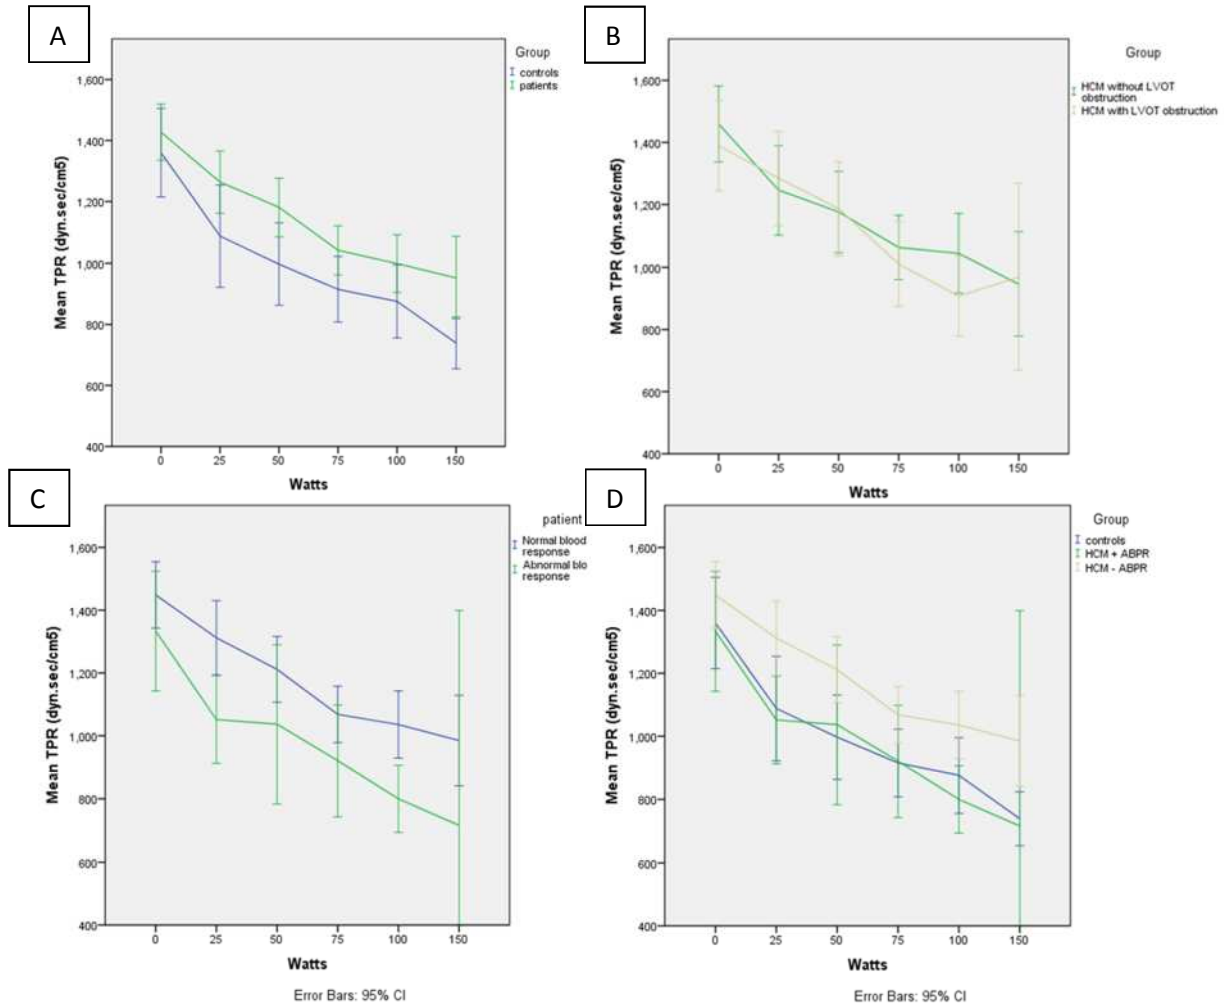 A
Group
controls
patients
1,600
1,400
1,200
1,000
800
600
400
Mean TPR (dyn.sec/cm5)
0 25 50 75 100 150
Watts
B
Group
HCM without LVOT
obstruction
HCM with LVOT obstruction
1,600
1,400
1,200
1,000
800
600
400
Mean TPR (dyn.sec/cm5)
0 25 50 75 100 150
Watts
C
patient
Normal blood
response
Abnormal blo
response
1,600
1,400
1,200
1,000
800
600
400
Mean TPR (dyn.sec/cm5)
0 25 50 75 100 150
Watts
Error Bars: 95% CI
D
Group
controls
HCM + ABPR
HCM - ABPR
1,600
1,400
1,200
1,000
800
600
400
Mean TPR (dyn.sec/cm5)
0 25 50 75 100 150
Watts
Error Bars: 95% CI